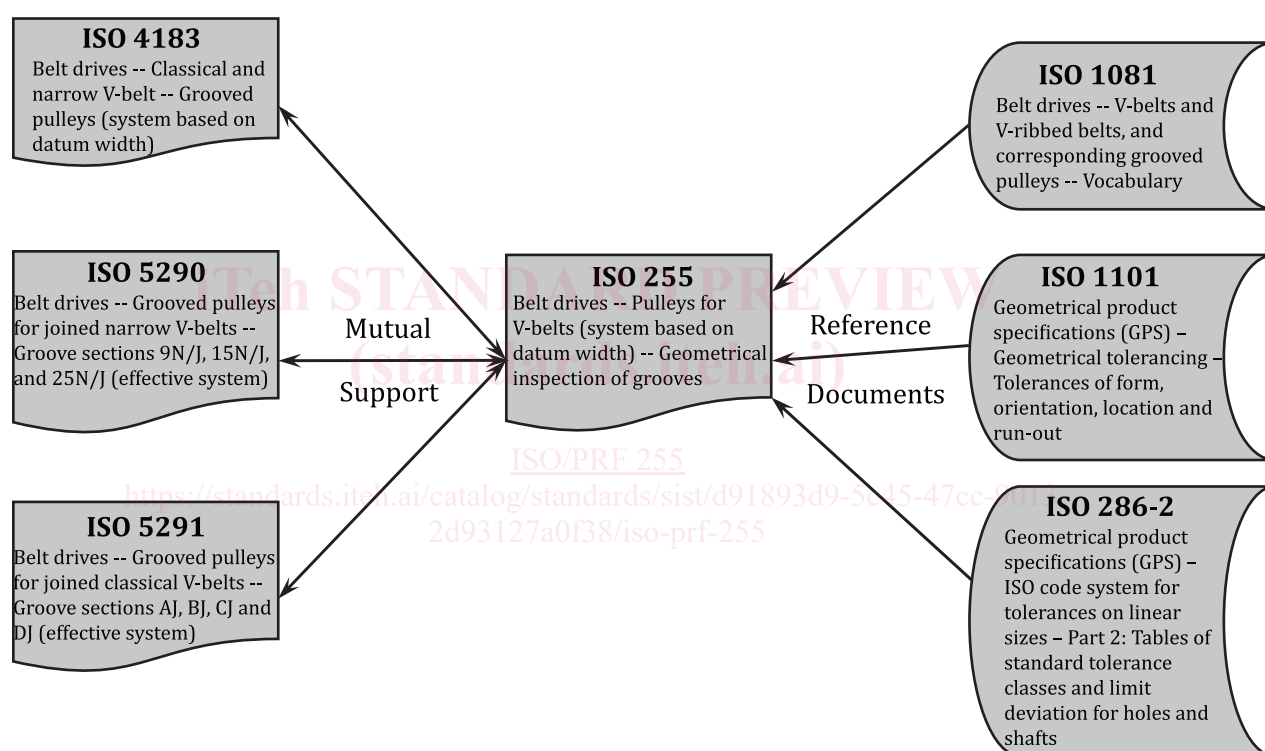 ISO 4183
Belt drives -- Classical and
narrow V-belt -- Grooved
pulleys (system based on
datum width)
ISO 5290
Belt drives -- Grooved pulleys
for joined narrow V-belts --
Groove sections 9N/J, 15N/J,
and 25N/J (effective system)
ISO 5291
Belt drives -- Grooved pulleys
for joined classical V-belts --
Groove sections AJ, BJ, CJ and
DJ (effective system)
Mutual
Support
ISO 255
Belt drives -- Pulleys for
V-belts (system based on
datum width) -- Geometrical
inspection of grooves
Reference
Documents
ISO 1081
Belt drives -- V-belts and
V-ribbed belts, and
corresponding grooved
pulleys -- Vocabulary
ISO 1101
Geometrical product
specifications (GPS) –
Geometrical tolerancing –
Tolerances of form,
orientation, location and
run-out
ISO 286-2
Geometrical product
specifications (GPS) –
ISO code system for
tolerances on linear
sizes – Part 2: Tables of
standard tolerance
classes and limit
deviation for holes and
shafts
iTeh STANDARD PREVIEW
(standards.iteh.ai)
ISO/PRF 255
https://standards.iteh.ai/catalog/standards/sist/d91893d9-5c45-47cc-
2d93127a0f38/iso-prf-255